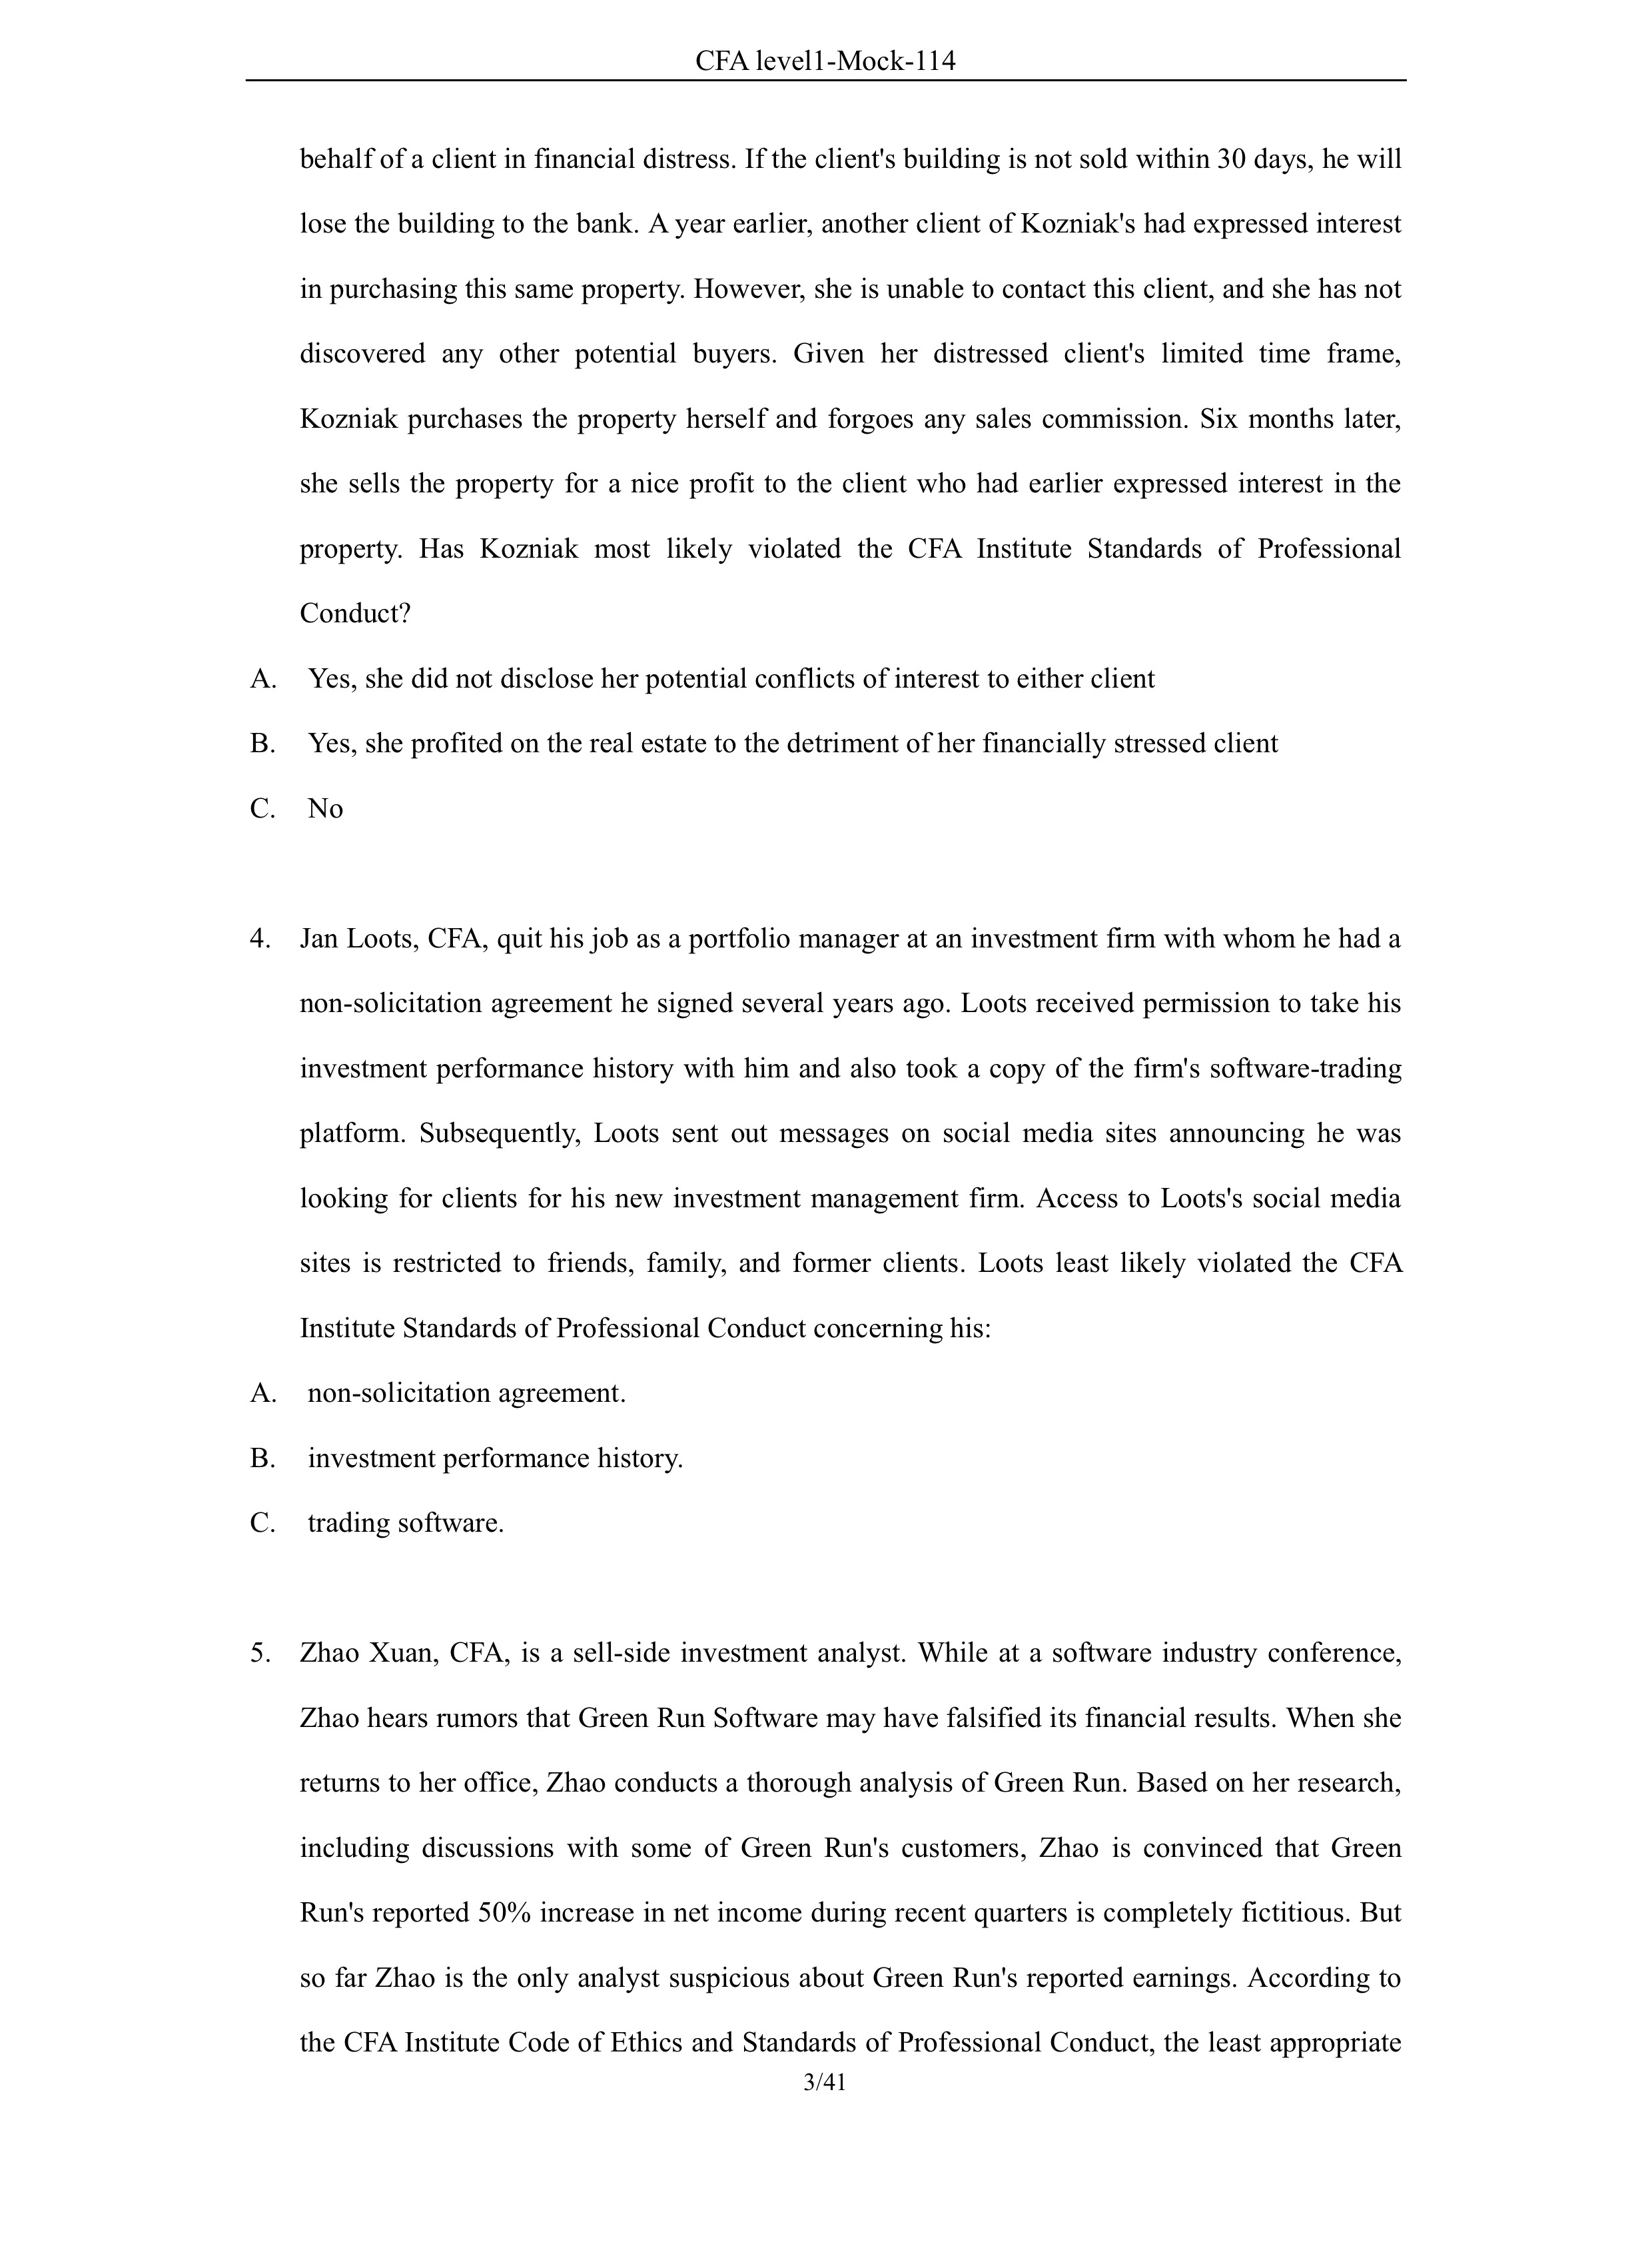 CFA level1-Mock-114
behalf of a client in financial distress. If the client's building is not sold within 30 days, he will
lose the building to the bank. A year earlier, another client of Kozniak's had expressed interest
in purchasing this same property. However, she is unable to contact this client, and she has not
discovered any other potential buyers. Given her distressed client's limited time frame,
Kozniak purchases the property herself and forgoes any sales commission. Six months later,
she sells the property for a nice profit to the client who had earlier expressed interest in the
property. Has Kozniak most likely violated the CFA Institute Standards of Professional
Conduct?
A. Yes, she did not disclose her potential conflicts of interest to either client
B. Yes, she profited on the real estate to the detriment of her financially stressed client
C. No
4. Jan Loots, CFA, quit his job as a portfolio manager at an investment firm with whom he had a
non-solicitation agreement he signed several years ago. Loots received permission to take his
investment performance history with him and also took a copy of the firm's software-trading
platform. Subsequently, Loots sent out messages on social media sites announcing he was
looking for clients for his new investment management firm. Access to Loots's social media
sites is restricted to friends, family, and former clients. Loots least likely violated the CFA
Institute Standards of Professional Conduct concerning his:
A. non-solicitation agreement.
B. investment performance history.
C. trading software.
5. Zhao Xuan, CFA, is a sell-side investment analyst. While at a software industry conference,
Zhao hears rumors that Green Run Software may have falsified its financial results. When she
returns to her office, Zhao conducts a thorough analysis of Green Run. Based on her research,
including discussions with some of Green Run's customers, Zhao is convinced that Green
Run's reported 50% increase in net income during recent quarters is completely fictitious. But
so far Zhao is the only analyst suspicious about Green Run's reported earnings. According to
the CFA Institute Code of Ethics and Standards of Professional Conduct, the least appropriate
3/41